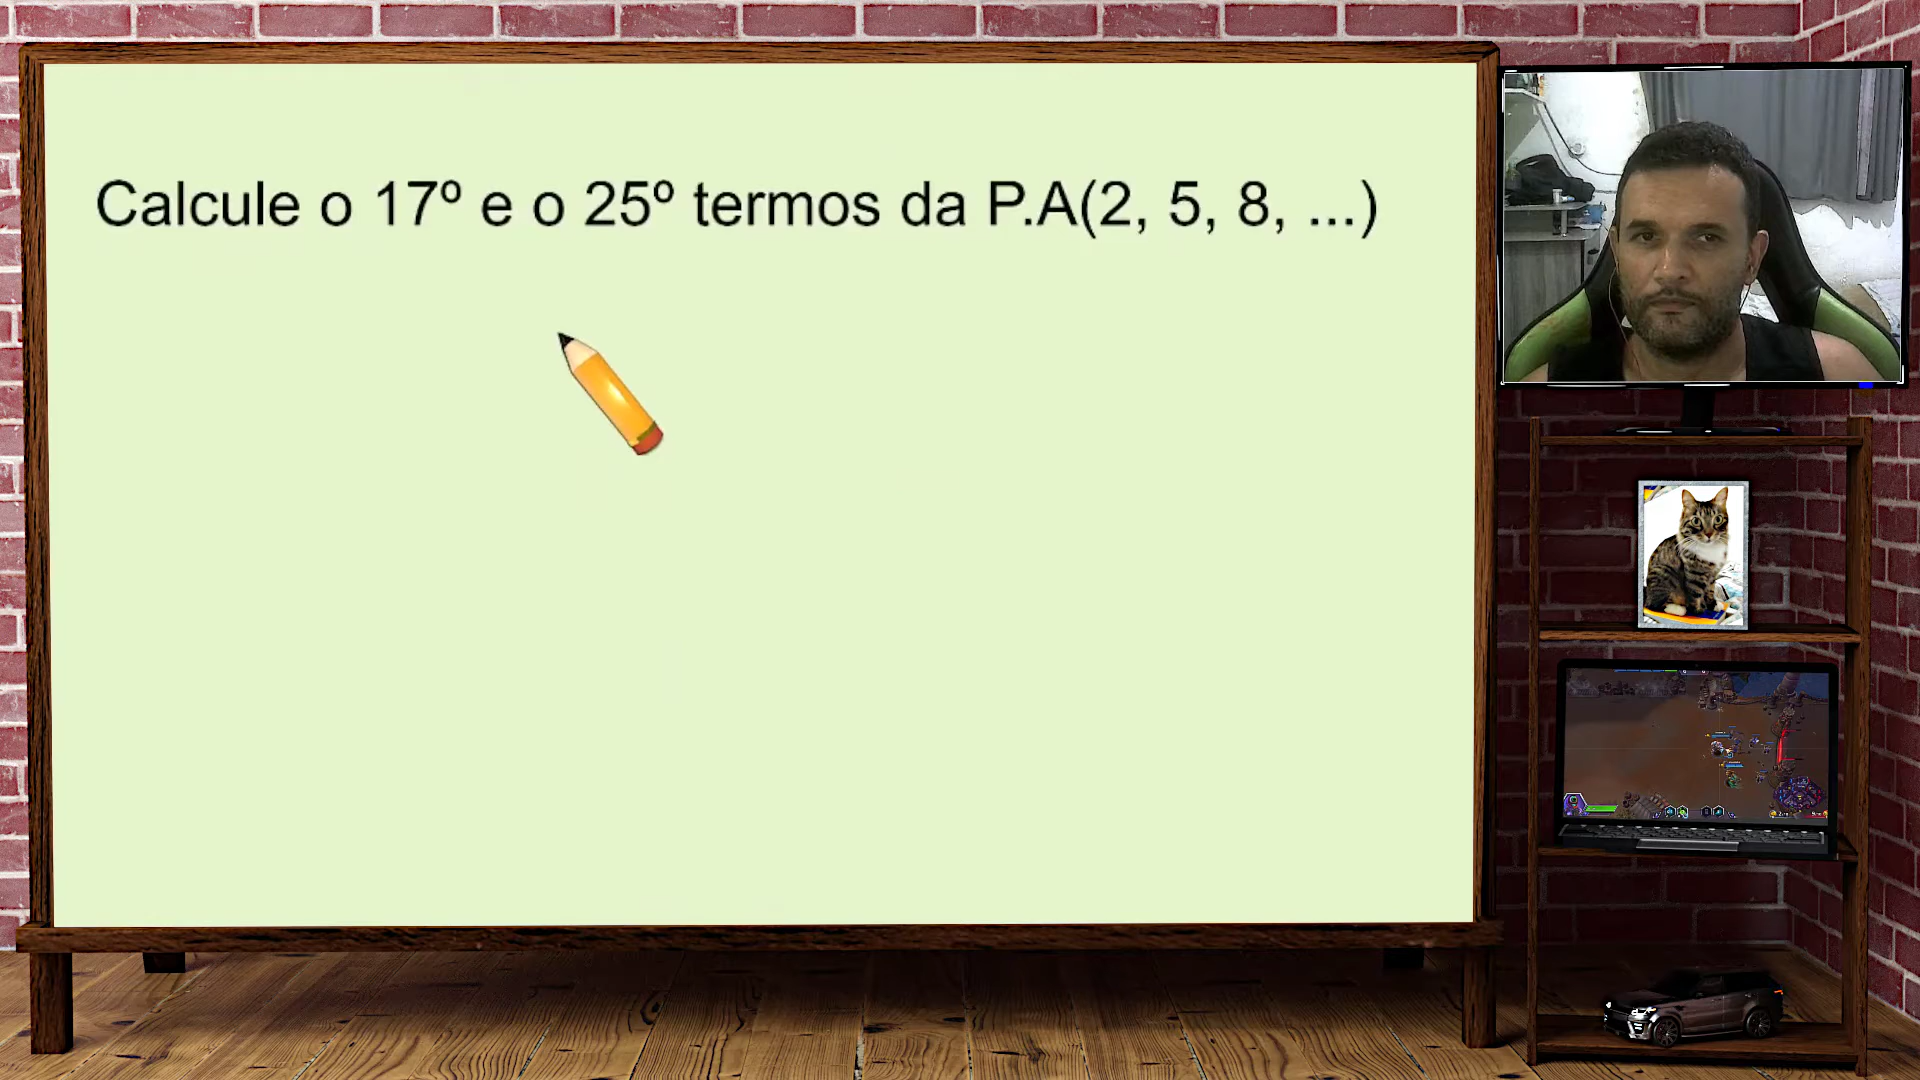 Calcule o 17º e o 25º termos da P.A(2, 5, 8, ...)